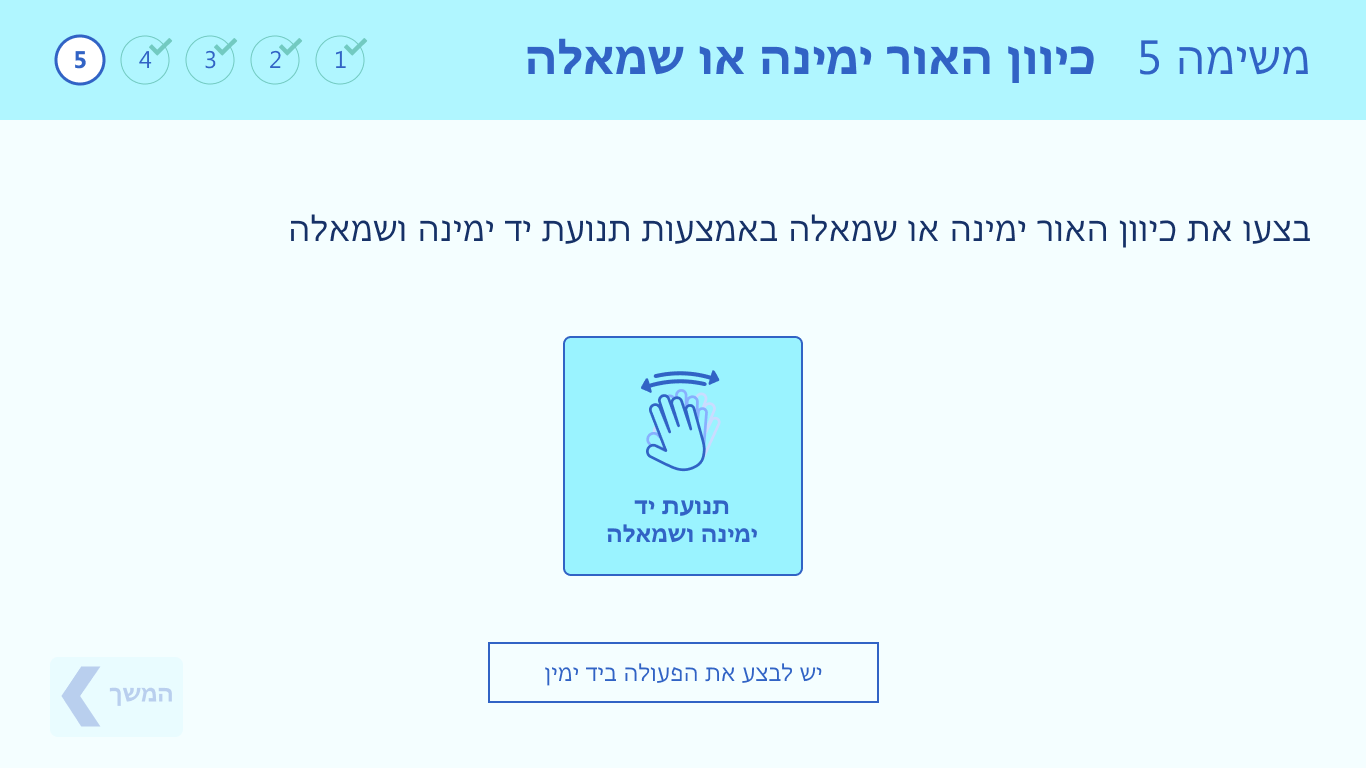 משימה 5 כיוון האור ימינה או שמאלה
1 2 3 4 5
בצעו את כיוון האור ימינה או שמאלה באמצעות תנועת יד ימינה ושמאלה
תנועת יד
ימינה ושמאלה
יש לבצע את הפעולה ביד ימין
המשך